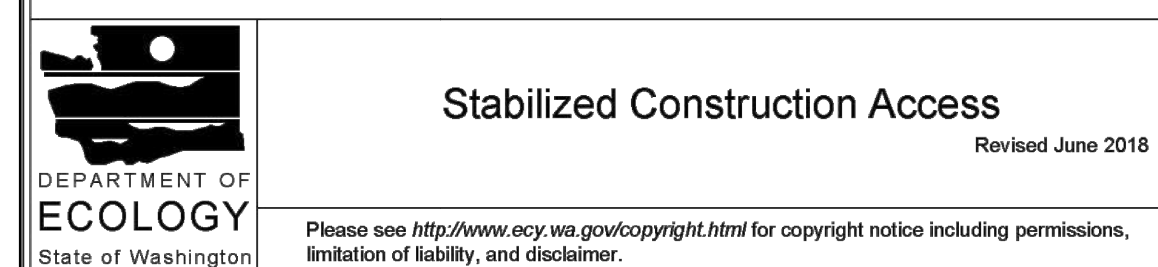 Stabilized Construction Access
Revised June 2018
DEPARTMENT OF
ECOLOGY
State of Washington
Please see http://www.ecy.wa.gov/copyright.html for copyright notice including permissions,
limitation of liability, and disclaimer.